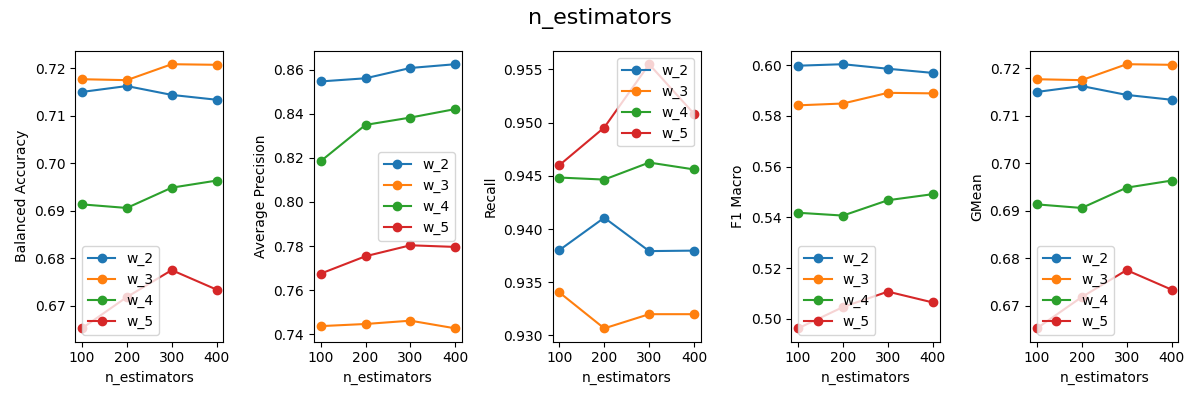 n_estimators
Balanced Accuracy
0.72
0.71
0.70
0.69
0.68
0.67
w_2
w_3
w_4
w_5
100 200 300 400
n_estimators
Average Precision
0.86
0.84
0.82
0.80
0.78
0.76
0.74
w_2
w_3
w_4
w_5
100 200 300 400
n_estimators
Recall
0.955
0.950
0.945
0.940
0.935
0.930
w_2
w_3
w_4
w_5
100 200 300 400
n_estimators
F1 Macro
0.60
0.58
0.56
0.54
0.52
0.50
w_2
w_3
w_4
w_5
100 200 300 400
n_estimators
GMean
0.72
0.71
0.70
0.69
0.68
0.67
w_2
w_3
w_4
w_5
100 200 300 400
n_estimators